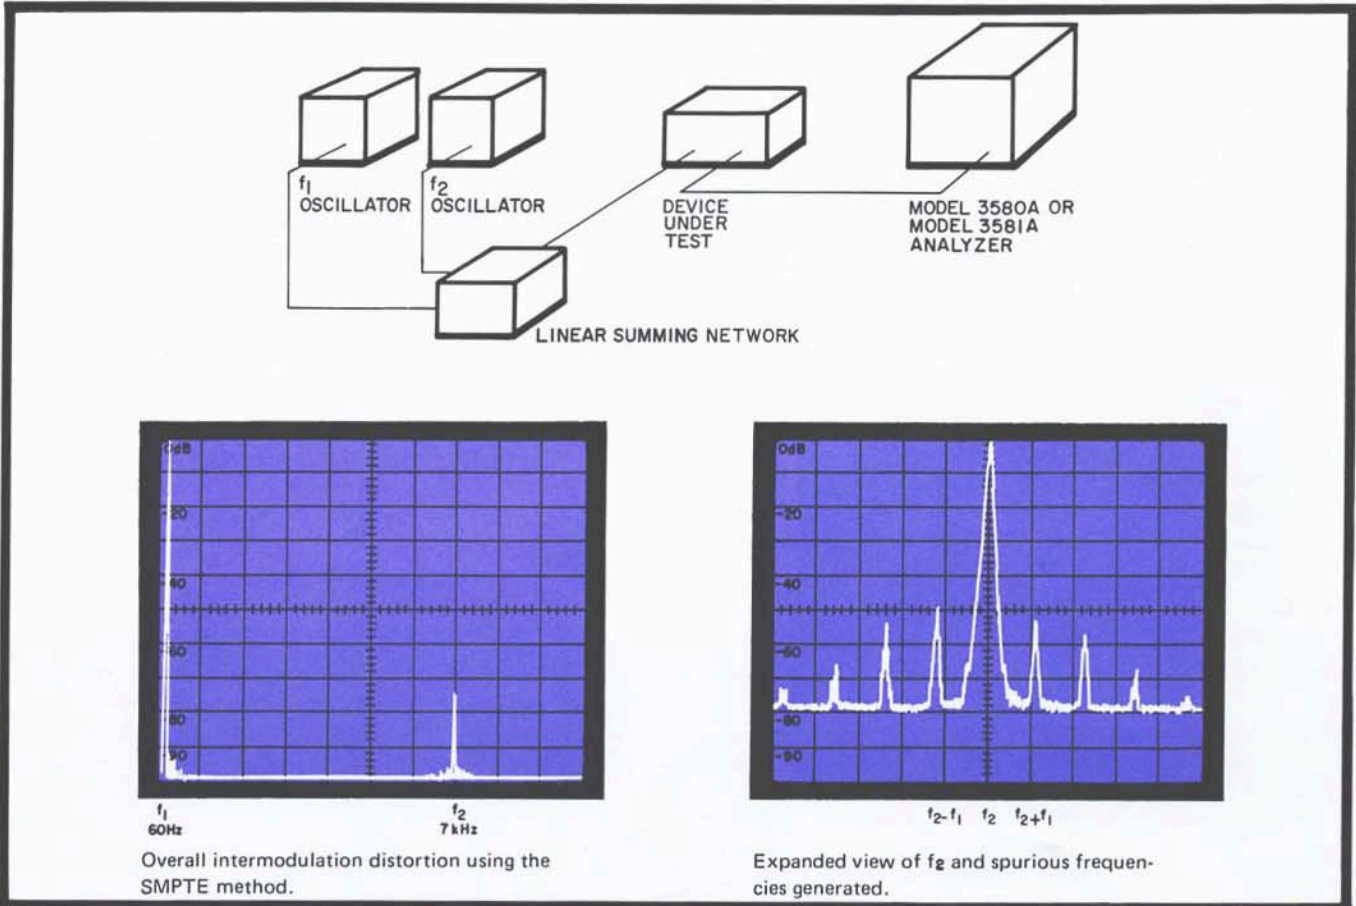 f1
OSCILLATOR
f2
OSCILLATOR
DEVICE
UNDER
TEST
MODEL 3580A OR
MODEL 3581A
ANALYZER
LINEAR SUMMING NETWORK
0dB
-20
-40
-60
-80
-90
f1
60Hz
f2
7kHz
Overall intermodulation distortion using the
SMPTE method.
0dB
-20
-40
-60
-80
-90
f2-f1 f2 f2+f1
Expanded view of f2 and spurious frequen-
cies generated.